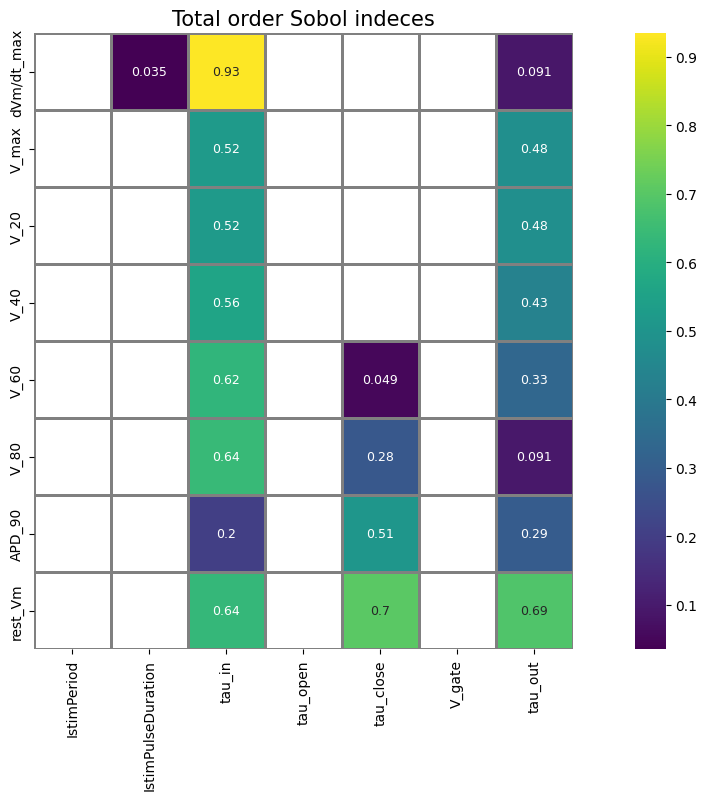 Total order Sobol indeces
dVm/dt_max 0.035 0.93 0.091
V_max 0.52 0.48
V_20 0.52 0.48
V_40 0.56 0.43
V_60 0.62 0.049 0.33
V_80 0.64 0.28 0.091
APD_90 0.2 0.51 0.29
rest_Vm 0.64 0.7 0.69
IstimPeriod
IstimPulseDuration
tau_in
tau_open
tau_close
V_gate
tau_out
0.9
0.8
0.7
0.6
0.5
0.4
0.3
0.2
0.1